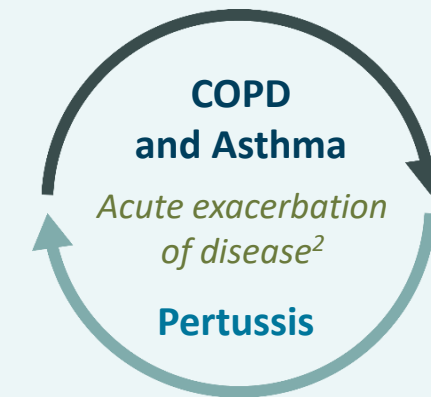 COPD
and Asthma
Acute exacerbation
of disease²
Pertussis